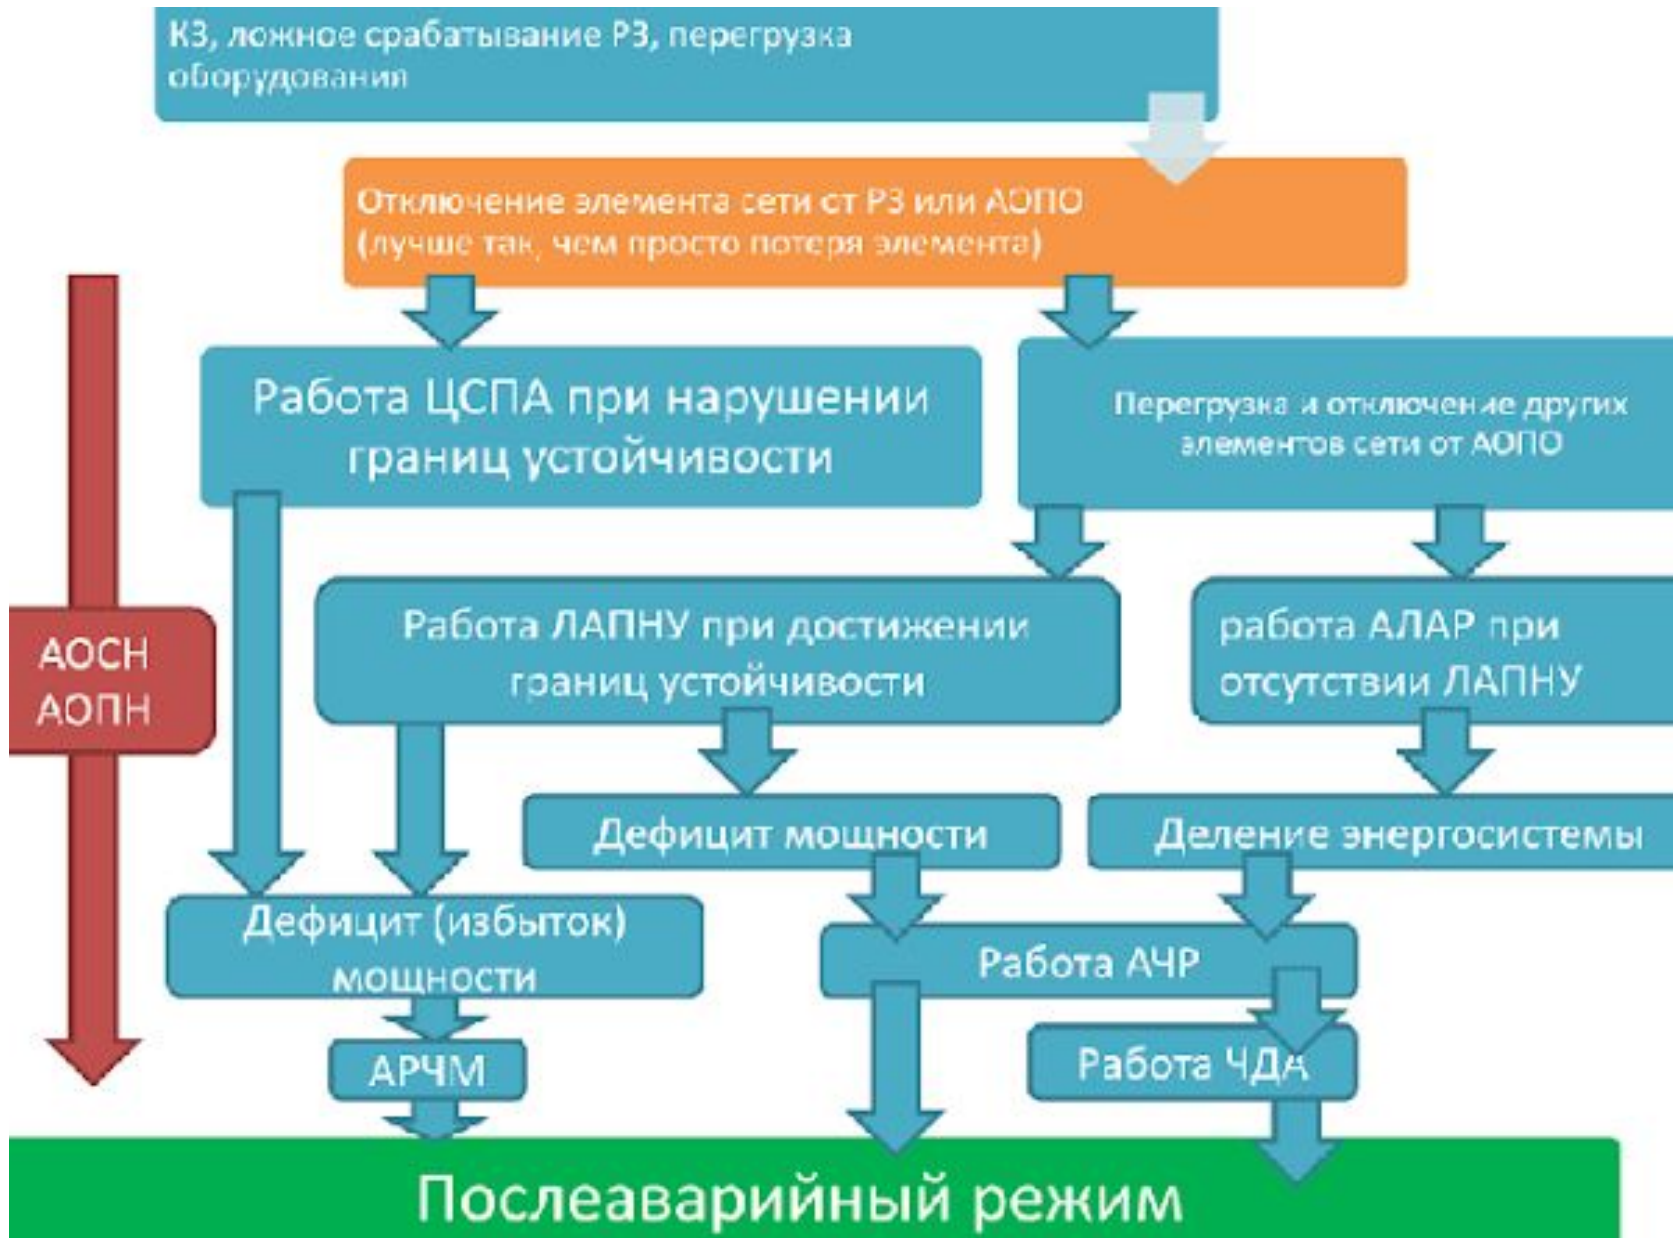 КЗ, ложное срабатывание РЗ, перегрузка
оборудования
Отключение элемента сети от РЗ или АОПО
(лучше так, чем просто потеря элемента)
Работа ЦСПА при нарушении
границ устойчивости
Перегрузка и отключение других
элементов сети от АОПО
Работа ЛАПНУ при достижении
границ устойчивости
работа АЛАР при
отсутствии ЛАПНУ
АОСН
АОПН
Дефицит мощности
Деление энергосистемы
Дефицит (избыток)
мощности
Работа АЧР
АРЧМ
Работа ЧДА
Послеаварийный режим